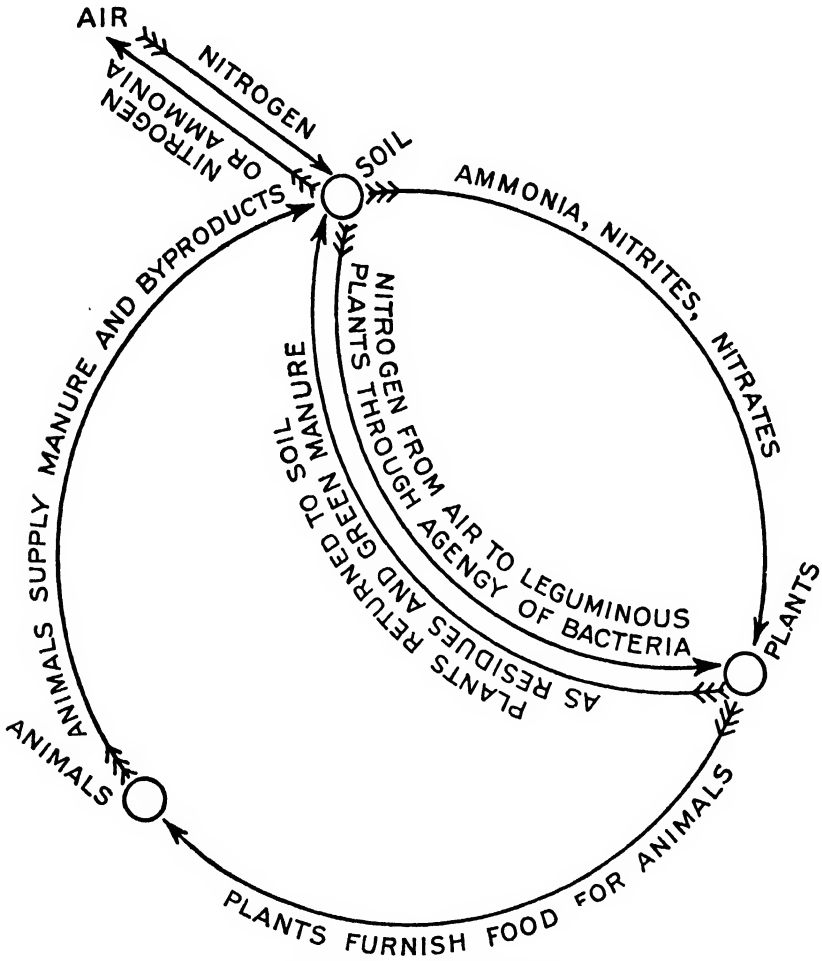 AIR
NITROGEN
NITROGEN
OR AMMONIA
SOIL
AMMONIA, NITRITES, NITRATES
NITROGEN FROM AIR TO LEGUMINOUS
PLANTS THROUGH AGENCY OF BACTERIA
PLANTS RETURNED TO SOIL
AS RESIDUES AND GREEN MANURE
PLANTS
PLANTS FURNISH FOOD FOR ANIMALS
ANIMALS
ANIMALS SUPPLY MANURE AND BYPRODUCTS